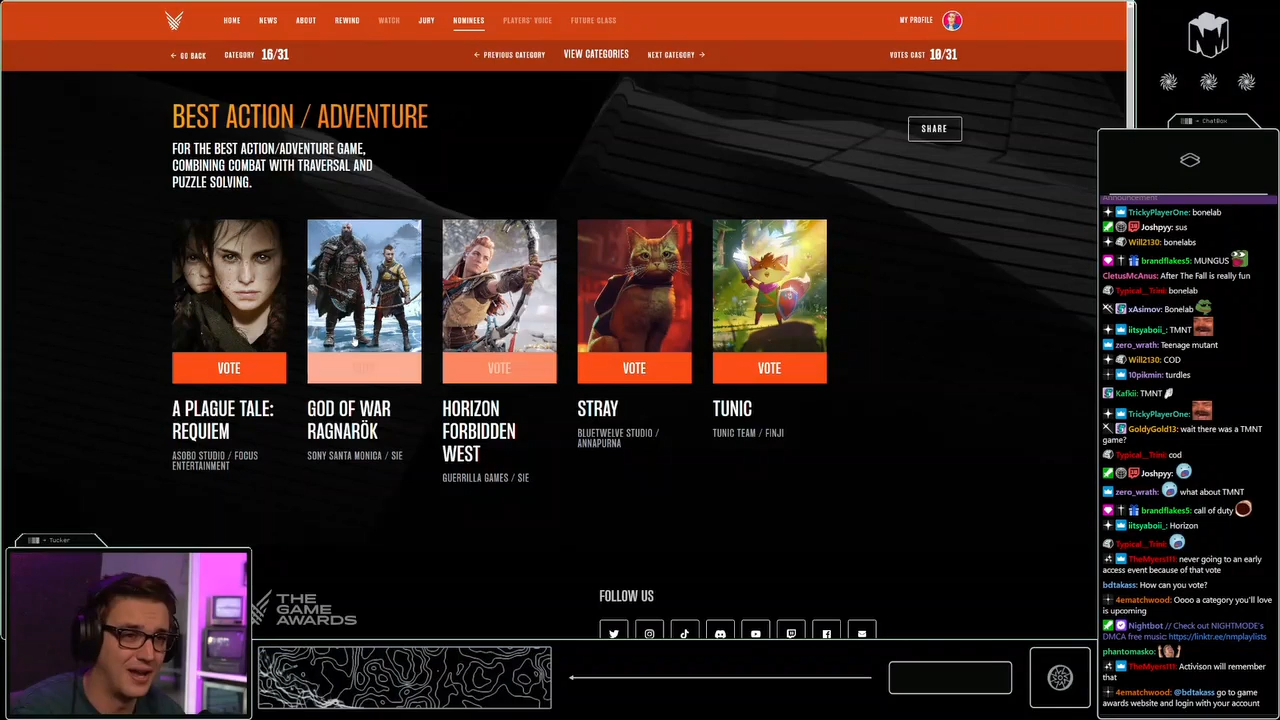 HOME NEWS ABOUT REWIND WATCH JURY NOMINEES PLAYERS' VOICE FUTURE CLASS MY PROFILE
← GO BACK CATEGORY 16/31 ← PREVIOUS CATEGORY VIEW CATEGORIES NEXT CATEGORY → VOTES CAST 10/31
BEST ACTION / ADVENTURE
SHARE
FOR THE BEST ACTION/ADVENTURE GAME,
COMBINING COMBAT WITH TRAVERSAL AND
PUZZLE SOLVING.
VOTE
A PLAGUE TALE:
REQUIEM
ASOBO STUDIO / FOCUS
ENTERTAINMENT
GOD OF WAR
RAGNARÖK
SONY SANTA MONICA / SIE
VOTE
HORIZON
FORBIDDEN
WEST
GUERRILLA GAMES / SIE
VOTE
STRAY
BLUETWELVE STUDIO /
ANNAPURNA
VOTE
TUNIC
TUNIC TEAM / FINJI
THE
GAME
AWARDS
FOLLOW US
→ Tucker
→ ChatBox
Announcement
TrickyPlayerOne: bonelab
Joshpyy: sus
Will2130: bonelabs
brandflakes5: MUNGUS
CletusMcAnus: After The Fall is really fun
Typical_Trini: bonelab
xAsimov: Bonelab
iitsyaboii_: TMNT
zero_wrath: Teenage mutant
Will2130: COD
10pikmin: turdles
Kafkii: TMNT
TrickyPlayerOne:
GoldyGold13: wait there was a TMNT
game?
Typical_Trini: cod
Joshpyy:
zero_wrath: what about TMNT
brandflakes5: call of duty
iitsyaboii_: Horizon
Typical_Trini:
TheMyers111: never going to an early
access event because of that vote
bdtakass: How can you vote?
4ematchwood: Oooo a category you'll love
is upcoming
Nightbot // Check out NIGHTMODE's
DMCA free music: https://linktr.ee/nmplaylists
phantomasko:
TheMyers111: Activison will remember
that
4ematchwood: @bdtakass go to game
awards website and login with your account